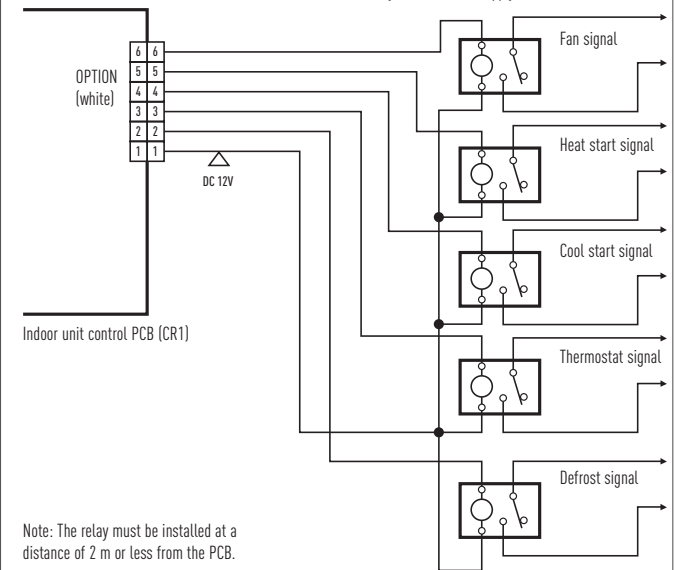 Fan signal
6 6
OPTION
(white)
5 5
4 4
3 3
2 2
1 1
DC 12V
Heat start signal
Cool start signal
Indoor unit control PCB (CR1)
Thermostat signal
Defrost signal
Note: The relay must be installed at a
distance of 2 m or less from the PCB.